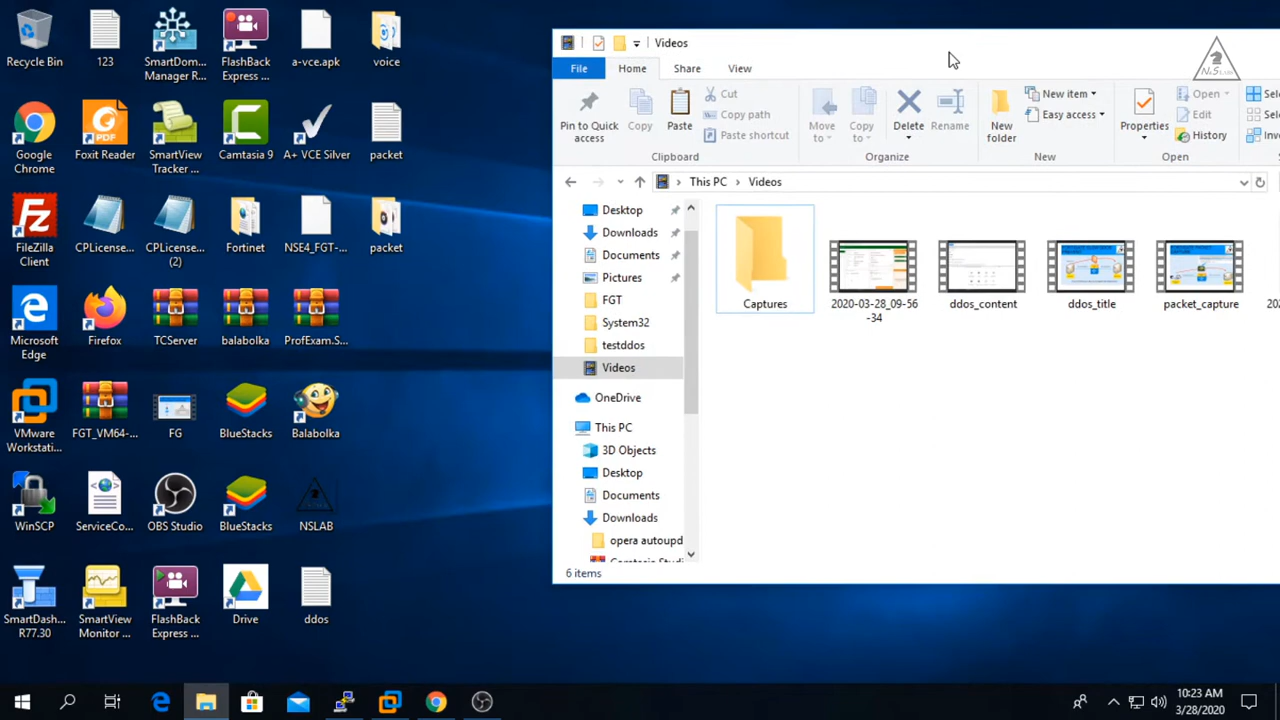 Recycle Bin
123
SmartDom...
Manager R...
FlashBack
Express ...
a-vce.apk
voice
Google
Chrome
Foxit Reader
SmartView
Tracker ...
Camtasia 9
A+ VCE Silver
packet
FileZilla
Client
CPLicense...
CPLicense...
(2)
Fortinet
NSE4_FGT-...
packet
Microsoft
Edge
Firefox
TCServer
balabolka
ProfExam.S...
VMware
Workstati...
FGT_VM64-...
FG
BlueStacks
Balabolka
WinSCP
ServiceCo...
OBS Studio
BlueStacks
NSLAB
SmartDash...
R77.30
SmartView
Monitor ...
FlashBack
Express ...
Drive
ddos
Videos
File
Home
Share
View
Pin to Quick
access
Copy
Paste
Cut
Copy path
Paste shortcut
Clipboard
Move
to
Copy
to
Delete
Rename
Organize
New
folder
New item
Easy access
New
Properties
Open
Edit
History
Open
Sele
This PC
Videos
Desktop
Downloads
Documents
Pictures
FGT
System32
testddos
Videos
OneDrive
This PC
3D Objects
Desktop
Documents
Downloads
opera autoupd
Captures
2020-03-28_09-56
-34
ddos_content
ddos_title
packet_capture
6 items
10:23 AM
3/28/2020